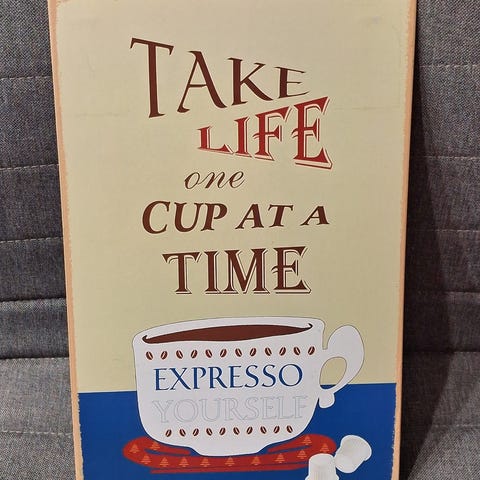 TAKE
LIFE
one
CUP AT A
TIME
EXPRESSO
YOURSELF